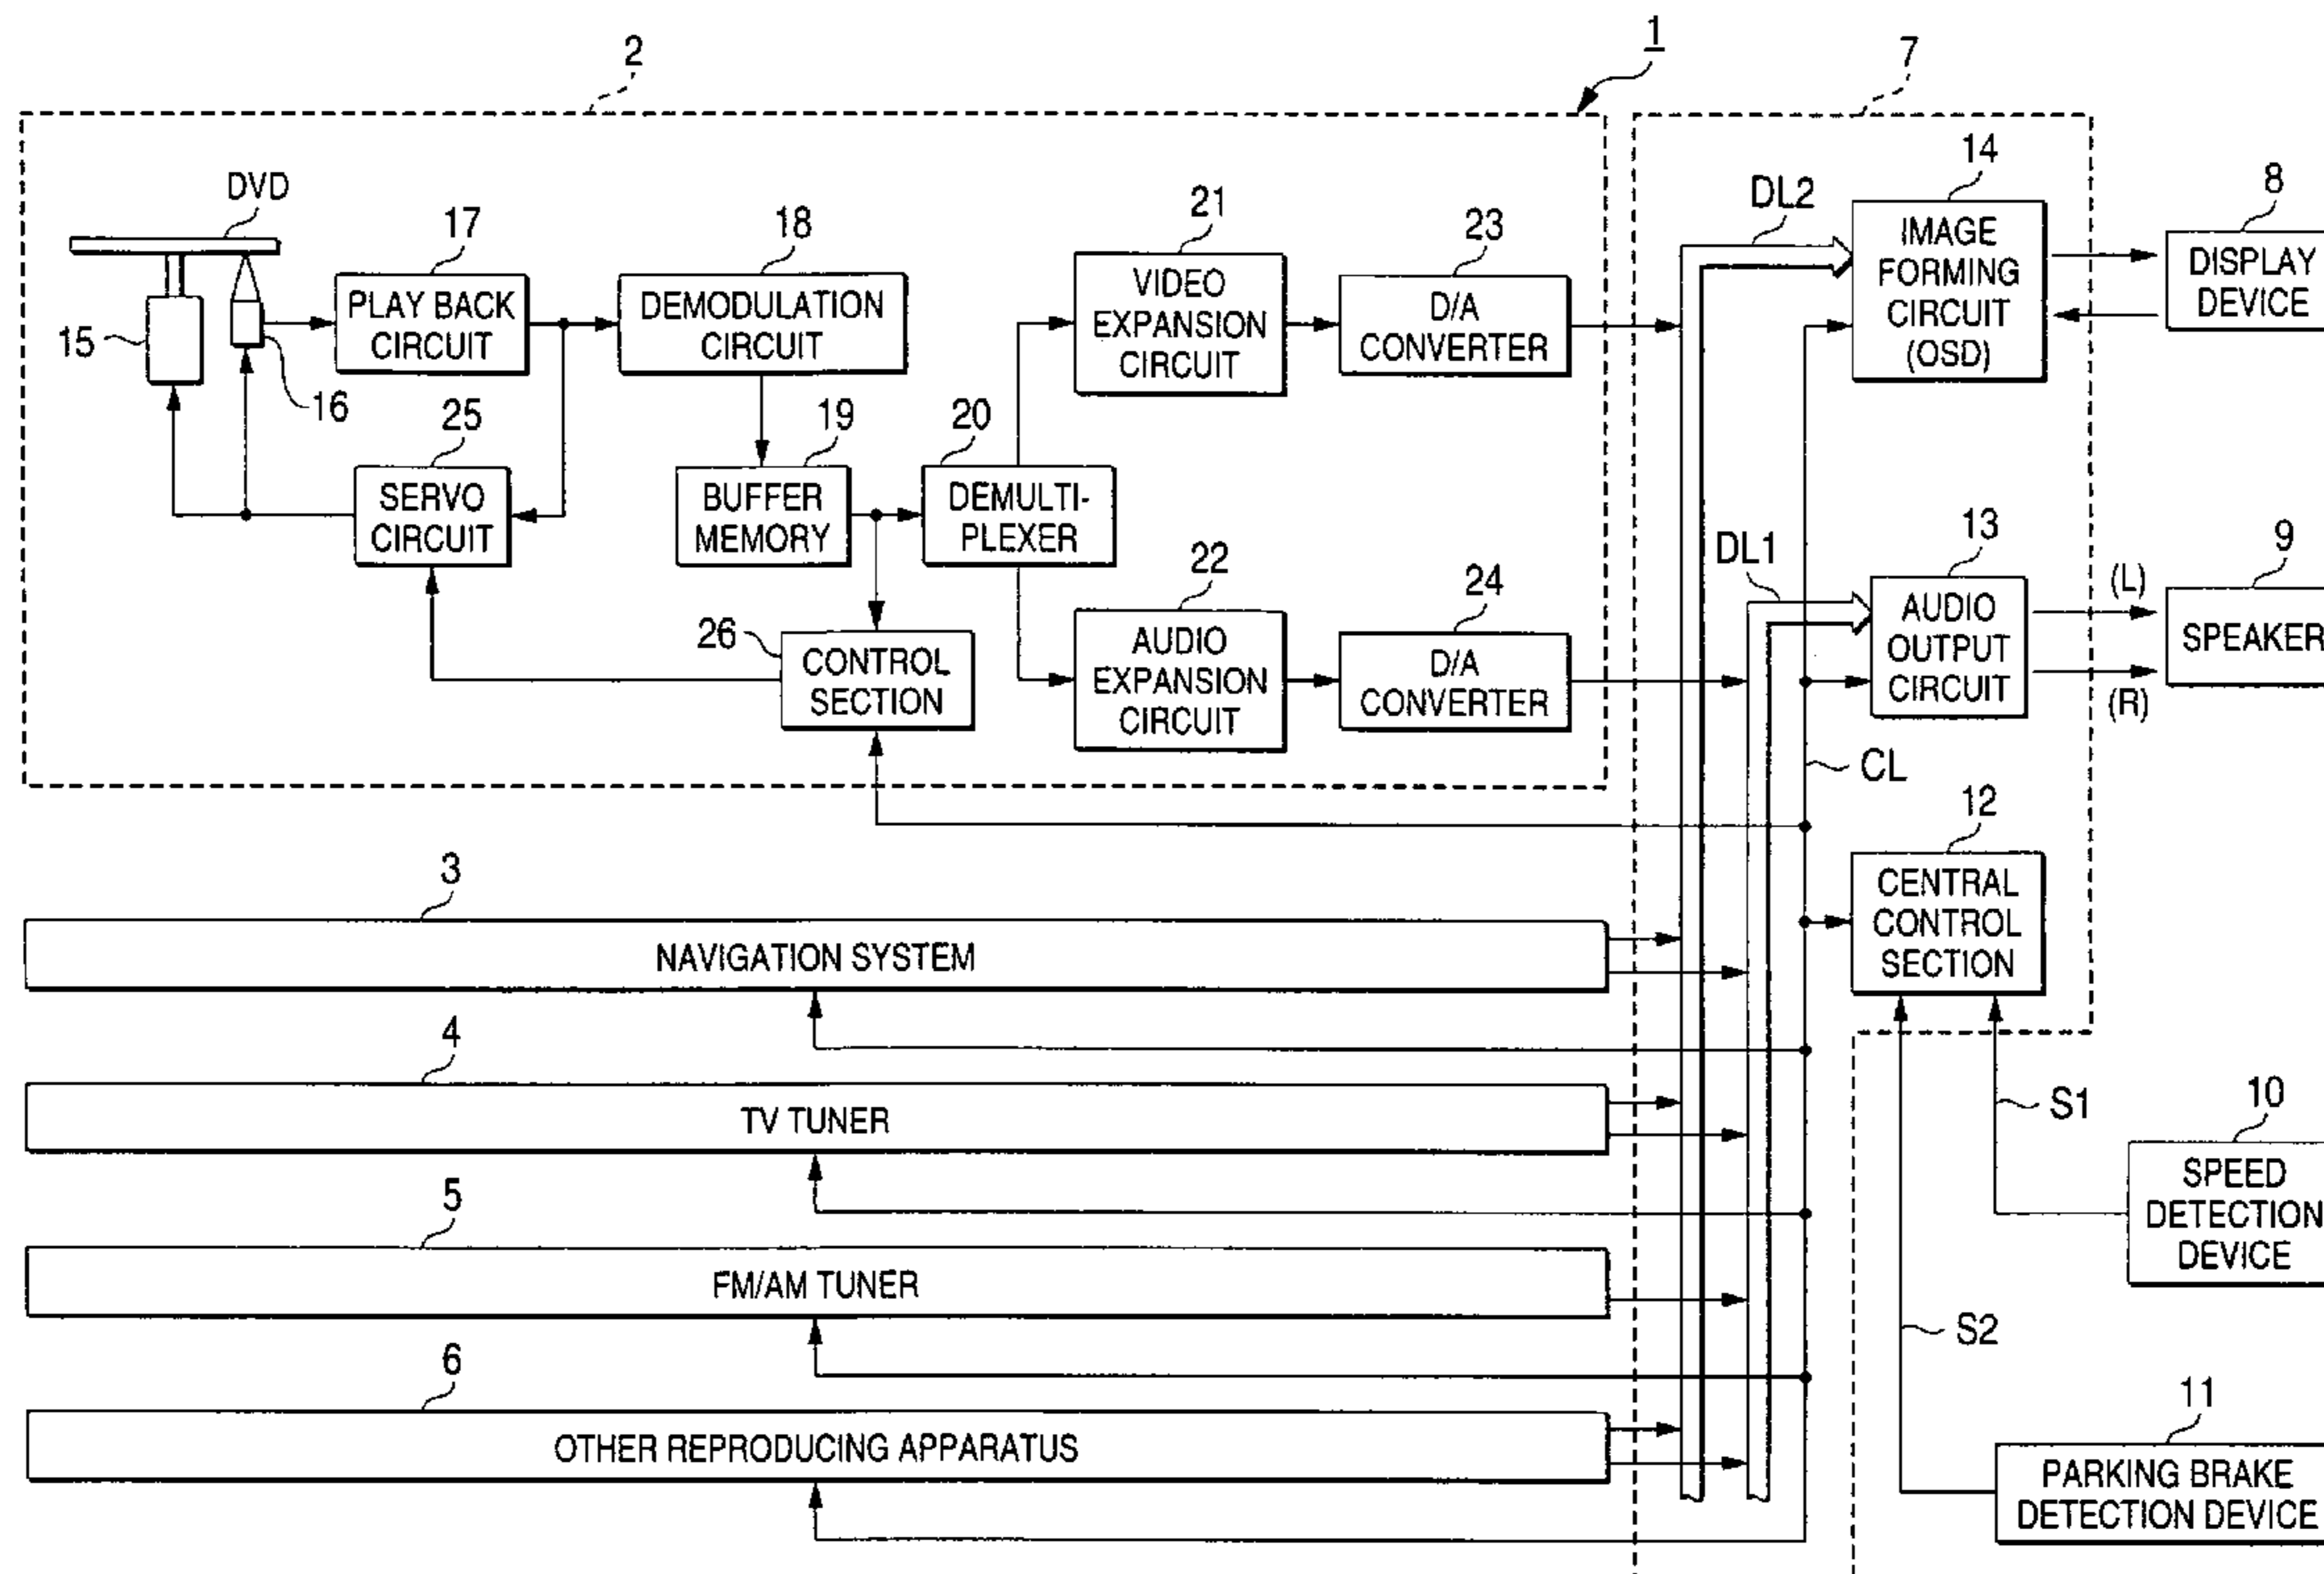 1
2
7
DVD
17
18
21
23
DL2
14
8
15
16
PLAY BACK
CIRCUIT
DEMODULATION
CIRCUIT
VIDEO
EXPANSION
CIRCUIT
D/A
CONVERTER
IMAGE
FORMING
CIRCUIT
(OSD)
DISPLAY
DEVICE
25
19
20
SERVO
CIRCUIT
BUFFER
MEMORY
DEMULTI-
PLEXER
22
24
DL1
13
(L)
9
26
CONTROL
SECTION
AUDIO
EXPANSION
CIRCUIT
D/A
CONVERTER
AUDIO
OUTPUT
CIRCUIT
SPEAKER
(R)
CL
12
CENTRAL
CONTROL
SECTION
3
NAVIGATION SYSTEM
4
TV TUNER
S1
10
SPEED
DETECTION
DEVICE
5
FM/AM TUNER
S2
6
OTHER REPRODUCING APPARATUS
11
PARKING BRAKE
DETECTION DEVICE